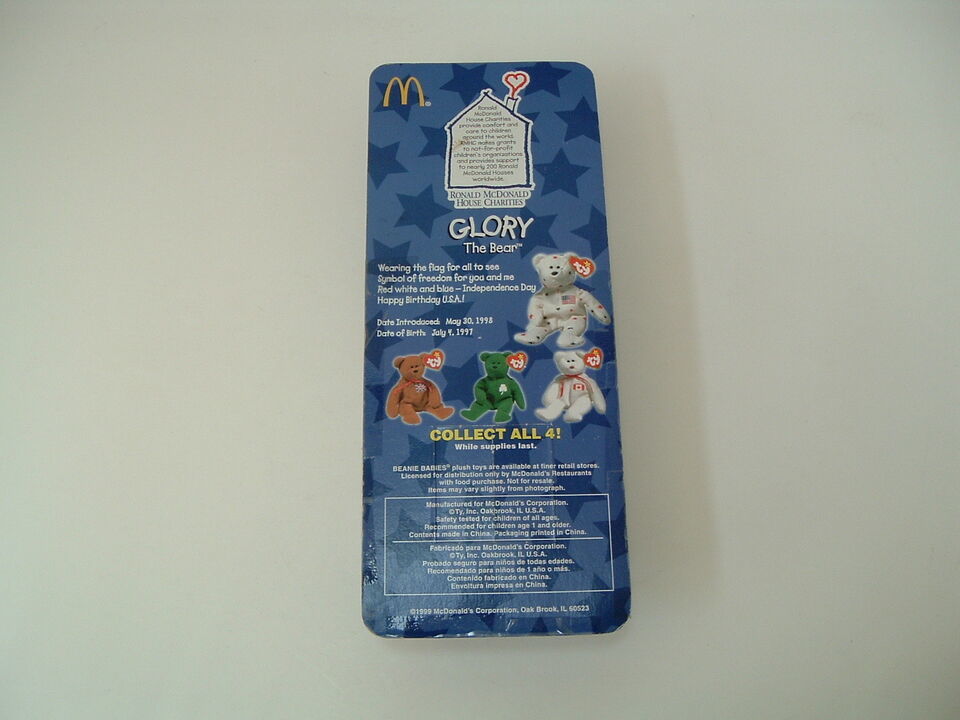 Ronald
McDonald
House Charities
provide comfort and
care to children
around the world.
RMHC makes grants
to not-for-profit
children's organizations
and provides support
to nearly 200 Ronald
McDonald Houses
worldwide.
RONALD MCDONALD
HOUSE CHARITIES
GLORY
The Bear™
Wearing the flag for all to see
Symbol of freedom for you and me
Red white and blue – Independence Day
Happy Birthday U.S.A.!
Date Introduced: May 30, 1998
Date of Birth: July 4, 1997
COLLECT ALL 4!
While supplies last.
BEANIE BABIES® plush toys are available at finer retail stores.
Licensed for distribution only by McDonald's Restaurants
with food purchase. Not for resale.
Items may vary slightly from photograph.
Manufactured for McDonald's Corporation.
©Ty, Inc. Oakbrook, IL U.S.A.
Safety tested for children of all ages.
Recommended for children age 1 and older.
Contents made in China. Packaging printed in China.
Fabricado para McDonald's Corporation.
©Ty, Inc. Oakbrook, IL U.S.A.
Probado seguro para niños de todas edades.
Recomendado para niños de 1 año o más.
Contenido fabricado en China.
Envoltura impresa en China.
©1999 McDonald's Corporation, Oak Brook, IL 60523